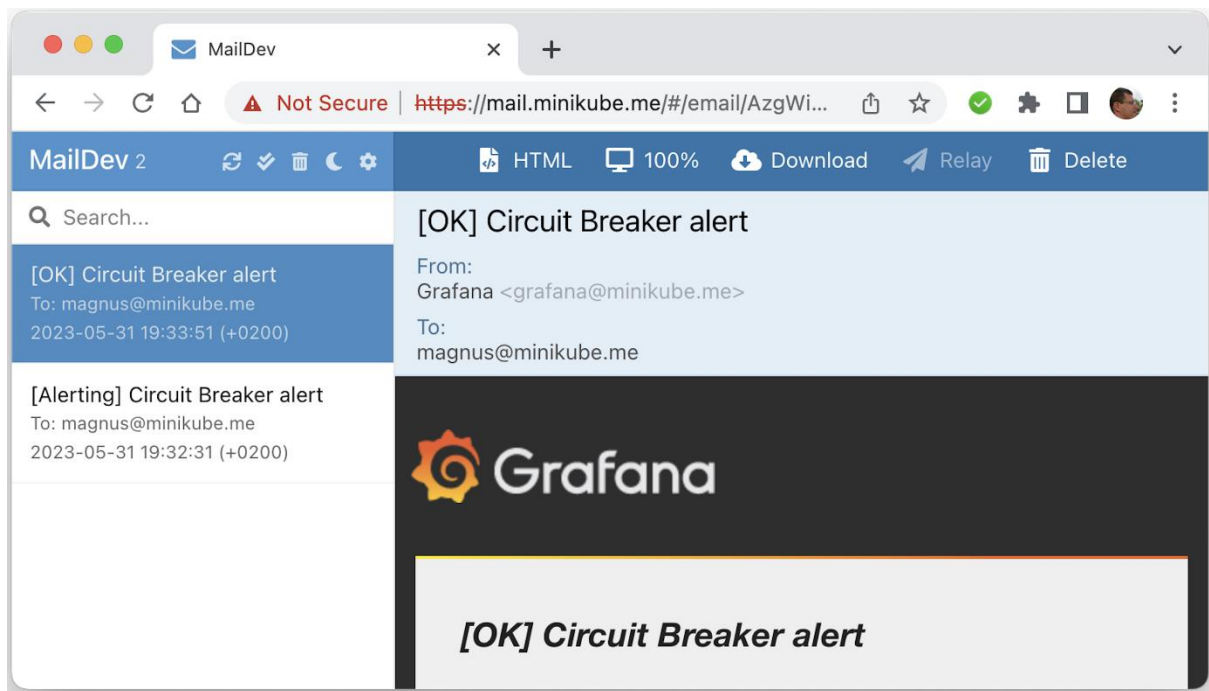 MailDev
Not Secure | https://mail.minikube.me/#/email/AzgWi...
MailDev 2
HTML 100% Download Relay Delete
Search...
[OK] Circuit Breaker alert
To: magnus@minikube.me
2023-05-31 19:33:51 (+0200)
[Alerting] Circuit Breaker alert
To: magnus@minikube.me
2023-05-31 19:32:31 (+0200)
[OK] Circuit Breaker alert
From:
Grafana <grafana@minikube.me>
To:
magnus@minikube.me
Grafana
[OK] Circuit Breaker alert